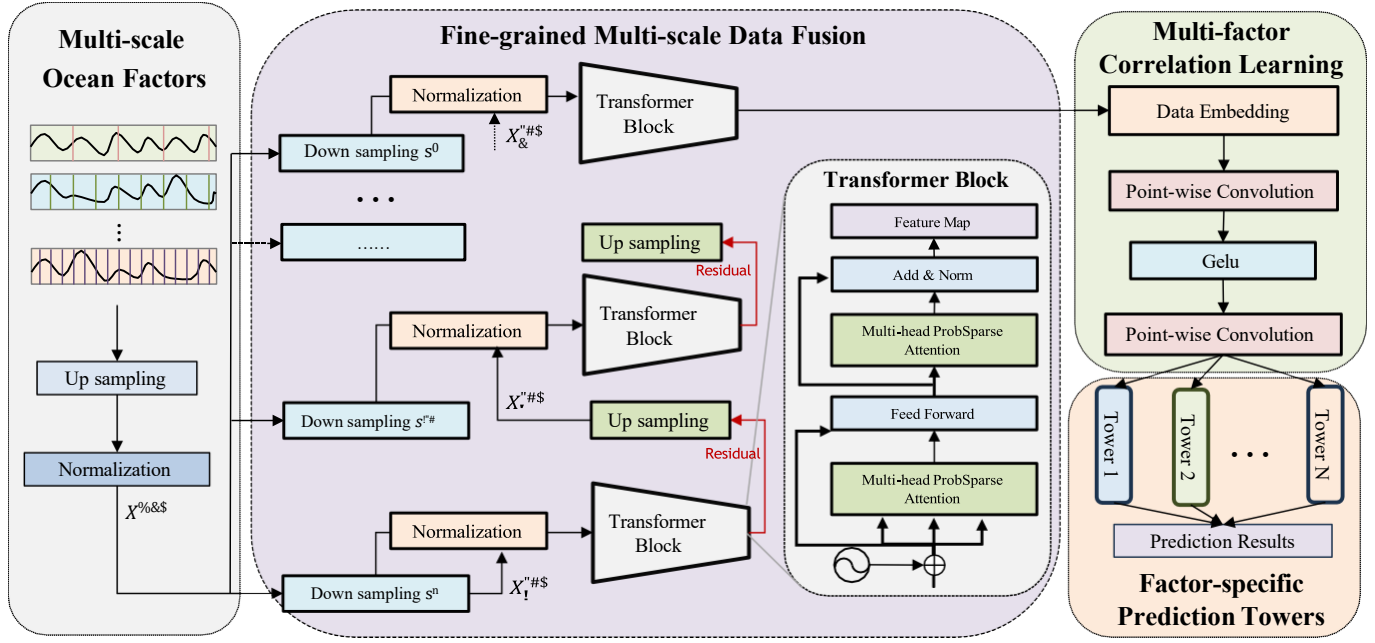 Multi-scale
Ocean Factors
⋮
Up sampling
Normalization
X%&$
Fine-grained Multi-scale Data Fusion
Normalization
Transformer
Block
X&"#$
Down sampling s0
...
......
Up sampling
Residual
Normalization
Transformer
Block
X"#$
Down sampling s!"#
Up sampling
Residual
Normalization
Transformer
Block
X!"#$
Down sampling sn
Transformer Block
Feature Map
Add & Norm
Multi-head ProbSparse
Attention
Feed Forward
Multi-head ProbSparse
Attention
Multi-factor
Correlation Learning
Data Embedding
Point-wise Convolution
Gelu
Point-wise Convolution
Tower 1
Tower 2
...
Tower N
Prediction Results
Factor-specific
Prediction Towers